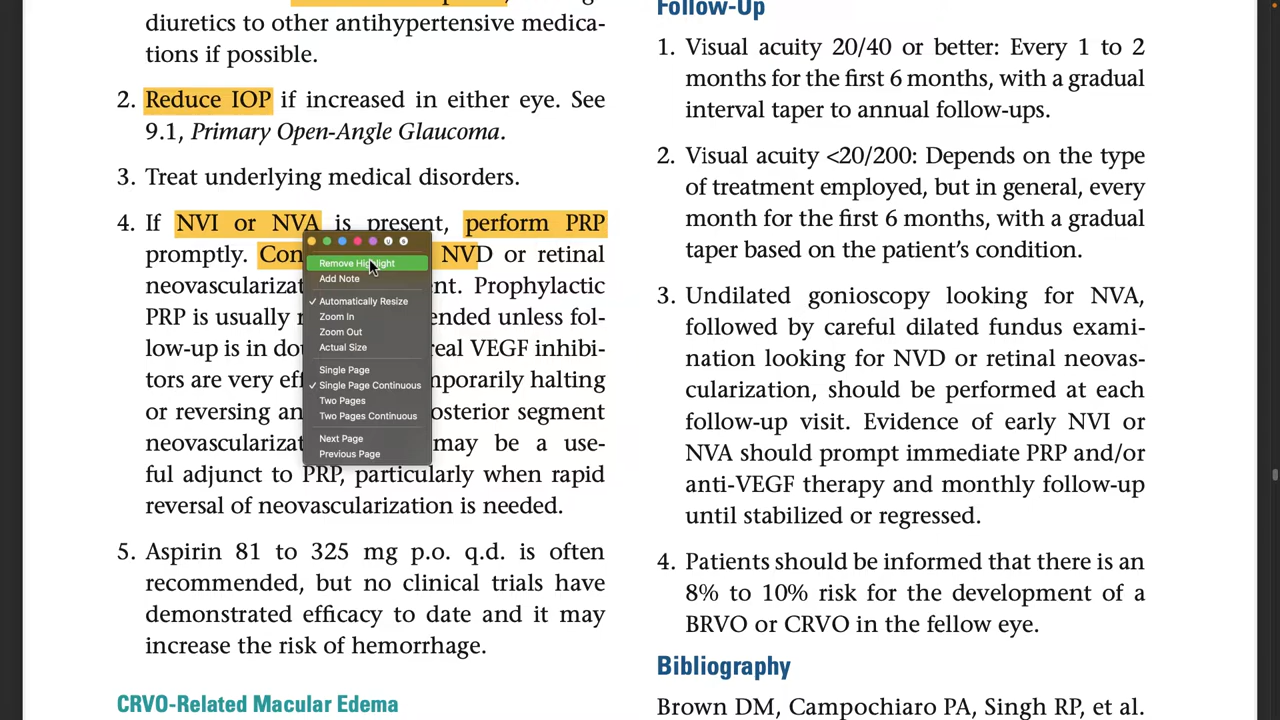 diuretics to other antihypertensive medica-
tions if possible.
2. Reduce IOP if increased in either eye. See
9.1, Primary Open-Angle Glaucoma.
3. Treat underlying medical disorders.
4. If NVI or NVA is present, perform PRP
promptly. NVD or retinal
Prophylactic
PRP is usually
low-up is in VEGF inhibi-
tors are very
or reversing posterior segment
may be a use-
ful adjunct to PRP, particularly when rapid
reversal of neovascularization is needed.
5. Aspirin 81 to 325 mg p.o. q.d. is often
recommended, but no clinical trials have
demonstrated efficacy to date and it may
increase the risk of hemorrhage.
CRVO-Related Macular Edema
U S
Remove Highlight
Add Note
✓ Automatically Resize
Zoom In
Zoom Out
Actual Size
Single Page
✓ Single Page Continuous
Two Pages
Two Pages Continuous
Next Page
Previous Page
Follow-Up
1. Visual acuity 20/40 or better: Every 1 to 2
months for the first 6 months, with a gradual
interval taper to annual follow-ups.
2. Visual acuity <20/200: Depends on the type
of treatment employed, but in general, every
month for the first 6 months, with a gradual
taper based on the patient's condition.
3. Undilated gonioscopy looking for NVA,
followed by careful dilated fundus exami-
nation looking for NVD or retinal neovas-
cularization, should be performed at each
follow-up visit. Evidence of early NVI or
NVA should prompt immediate PRP and/or
anti-VEGF therapy and monthly follow-up
until stabilized or regressed.
4. Patients should be informed that there is an
8% to 10% risk for the development of a
BRVO or CRVO in the fellow eye.
Bibliography
Brown DM, Campochiaro PA, Singh RP, et al.